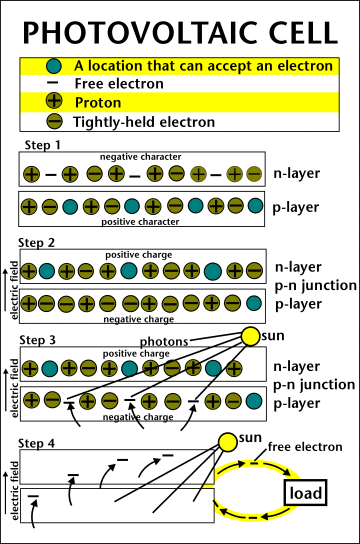 PHOTOVOLTAIC CELL
A location that can accept an electron
Free electron
Proton
Tightly-held electron
Step 1
negative character
n-layer
p-layer
positive character
Step 2
positive charge
n-layer
p-n junction
p-layer
negative charge
electric field
Step 3
photons
sun
positive charge
n-layer
p-n junction
p-layer
negative charge
electric field
Step 4
sun
free electron
load
electric field